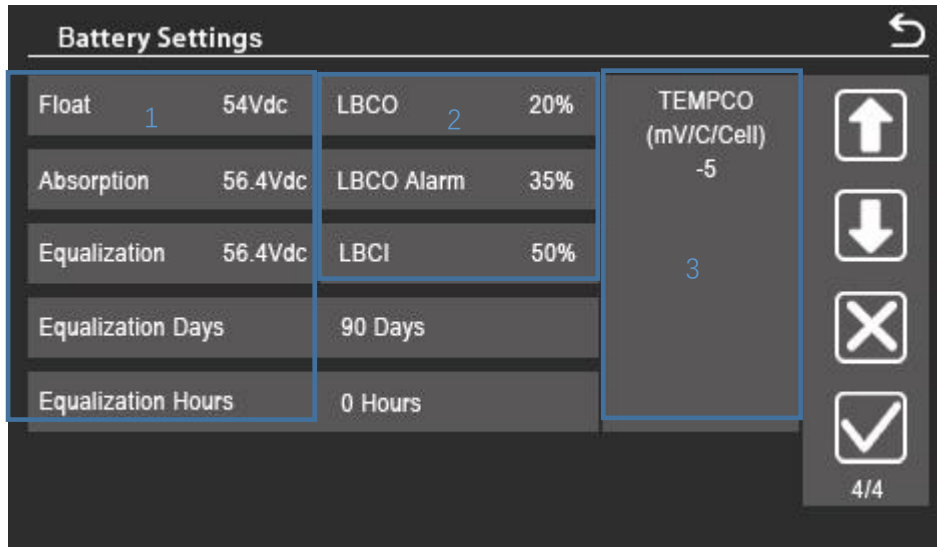 Battery Settings
Float 54Vdc LBCO 20% TEMPCO
1 2 (mV/C/Cell)
Absorption 56.4Vdc LBCO Alarm 35% -5
Equalization 56.4Vdc LBCI 50%
3
Equalization Days 90 Days
Equalization Hours 0 Hours
4/4